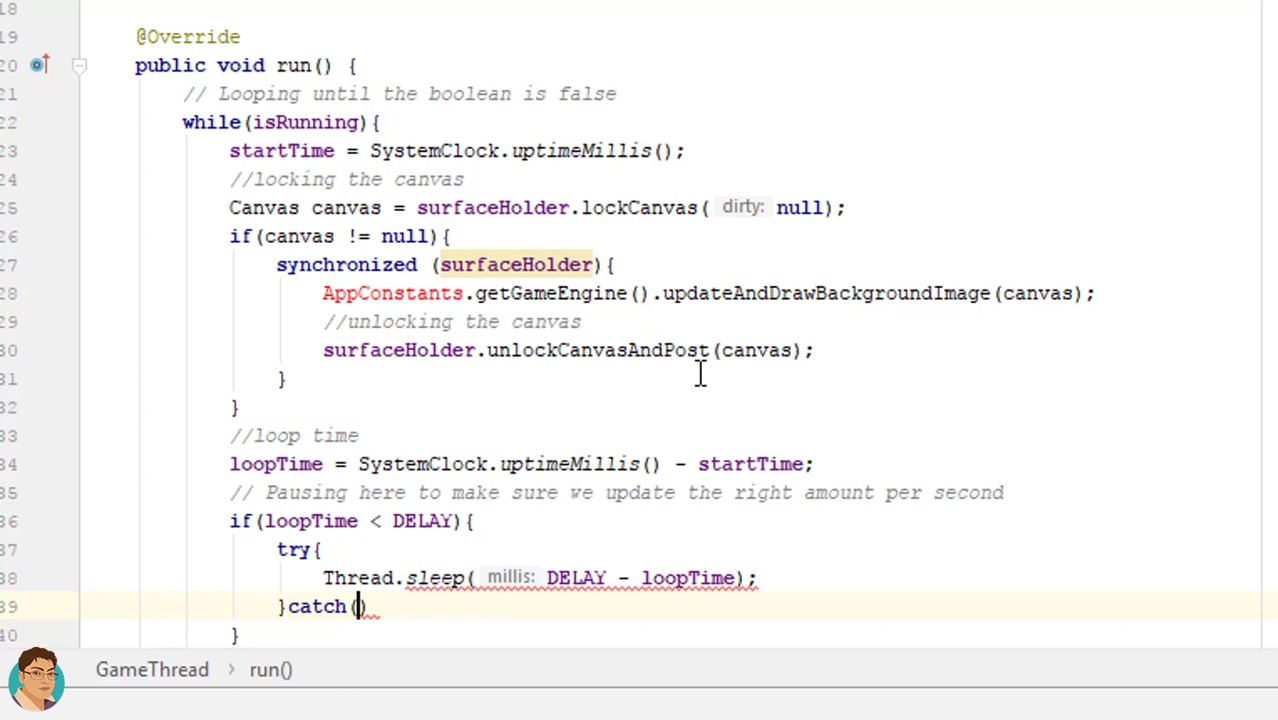 18
19 @Override
20 public void run() {
21 // Looping until the boolean is false
22 while(isRunning){
23 startTime = SystemClock.uptimeMillis();
24 //locking the canvas
25 Canvas canvas = surfaceHolder.lockCanvas( dirty: null);
26 if(canvas != null){
27 synchronized (surfaceHolder){
28 AppConstants.getGameEngine().updateAndDrawBackgroundImage(canvas);
29 //unlocking the canvas
30 surfaceHolder.unlockCanvasAndPost(canvas);
31 }
32 }
33 //loop time
34 loopTime = SystemClock.uptimeMillis() - startTime;
35 // Pausing here to make sure we update the right amount per second
36 if(loopTime < DELAY){
37 try{
38 Thread.sleep( millis: DELAY - loopTime);
39 }catch()
40 }
GameThread > run()